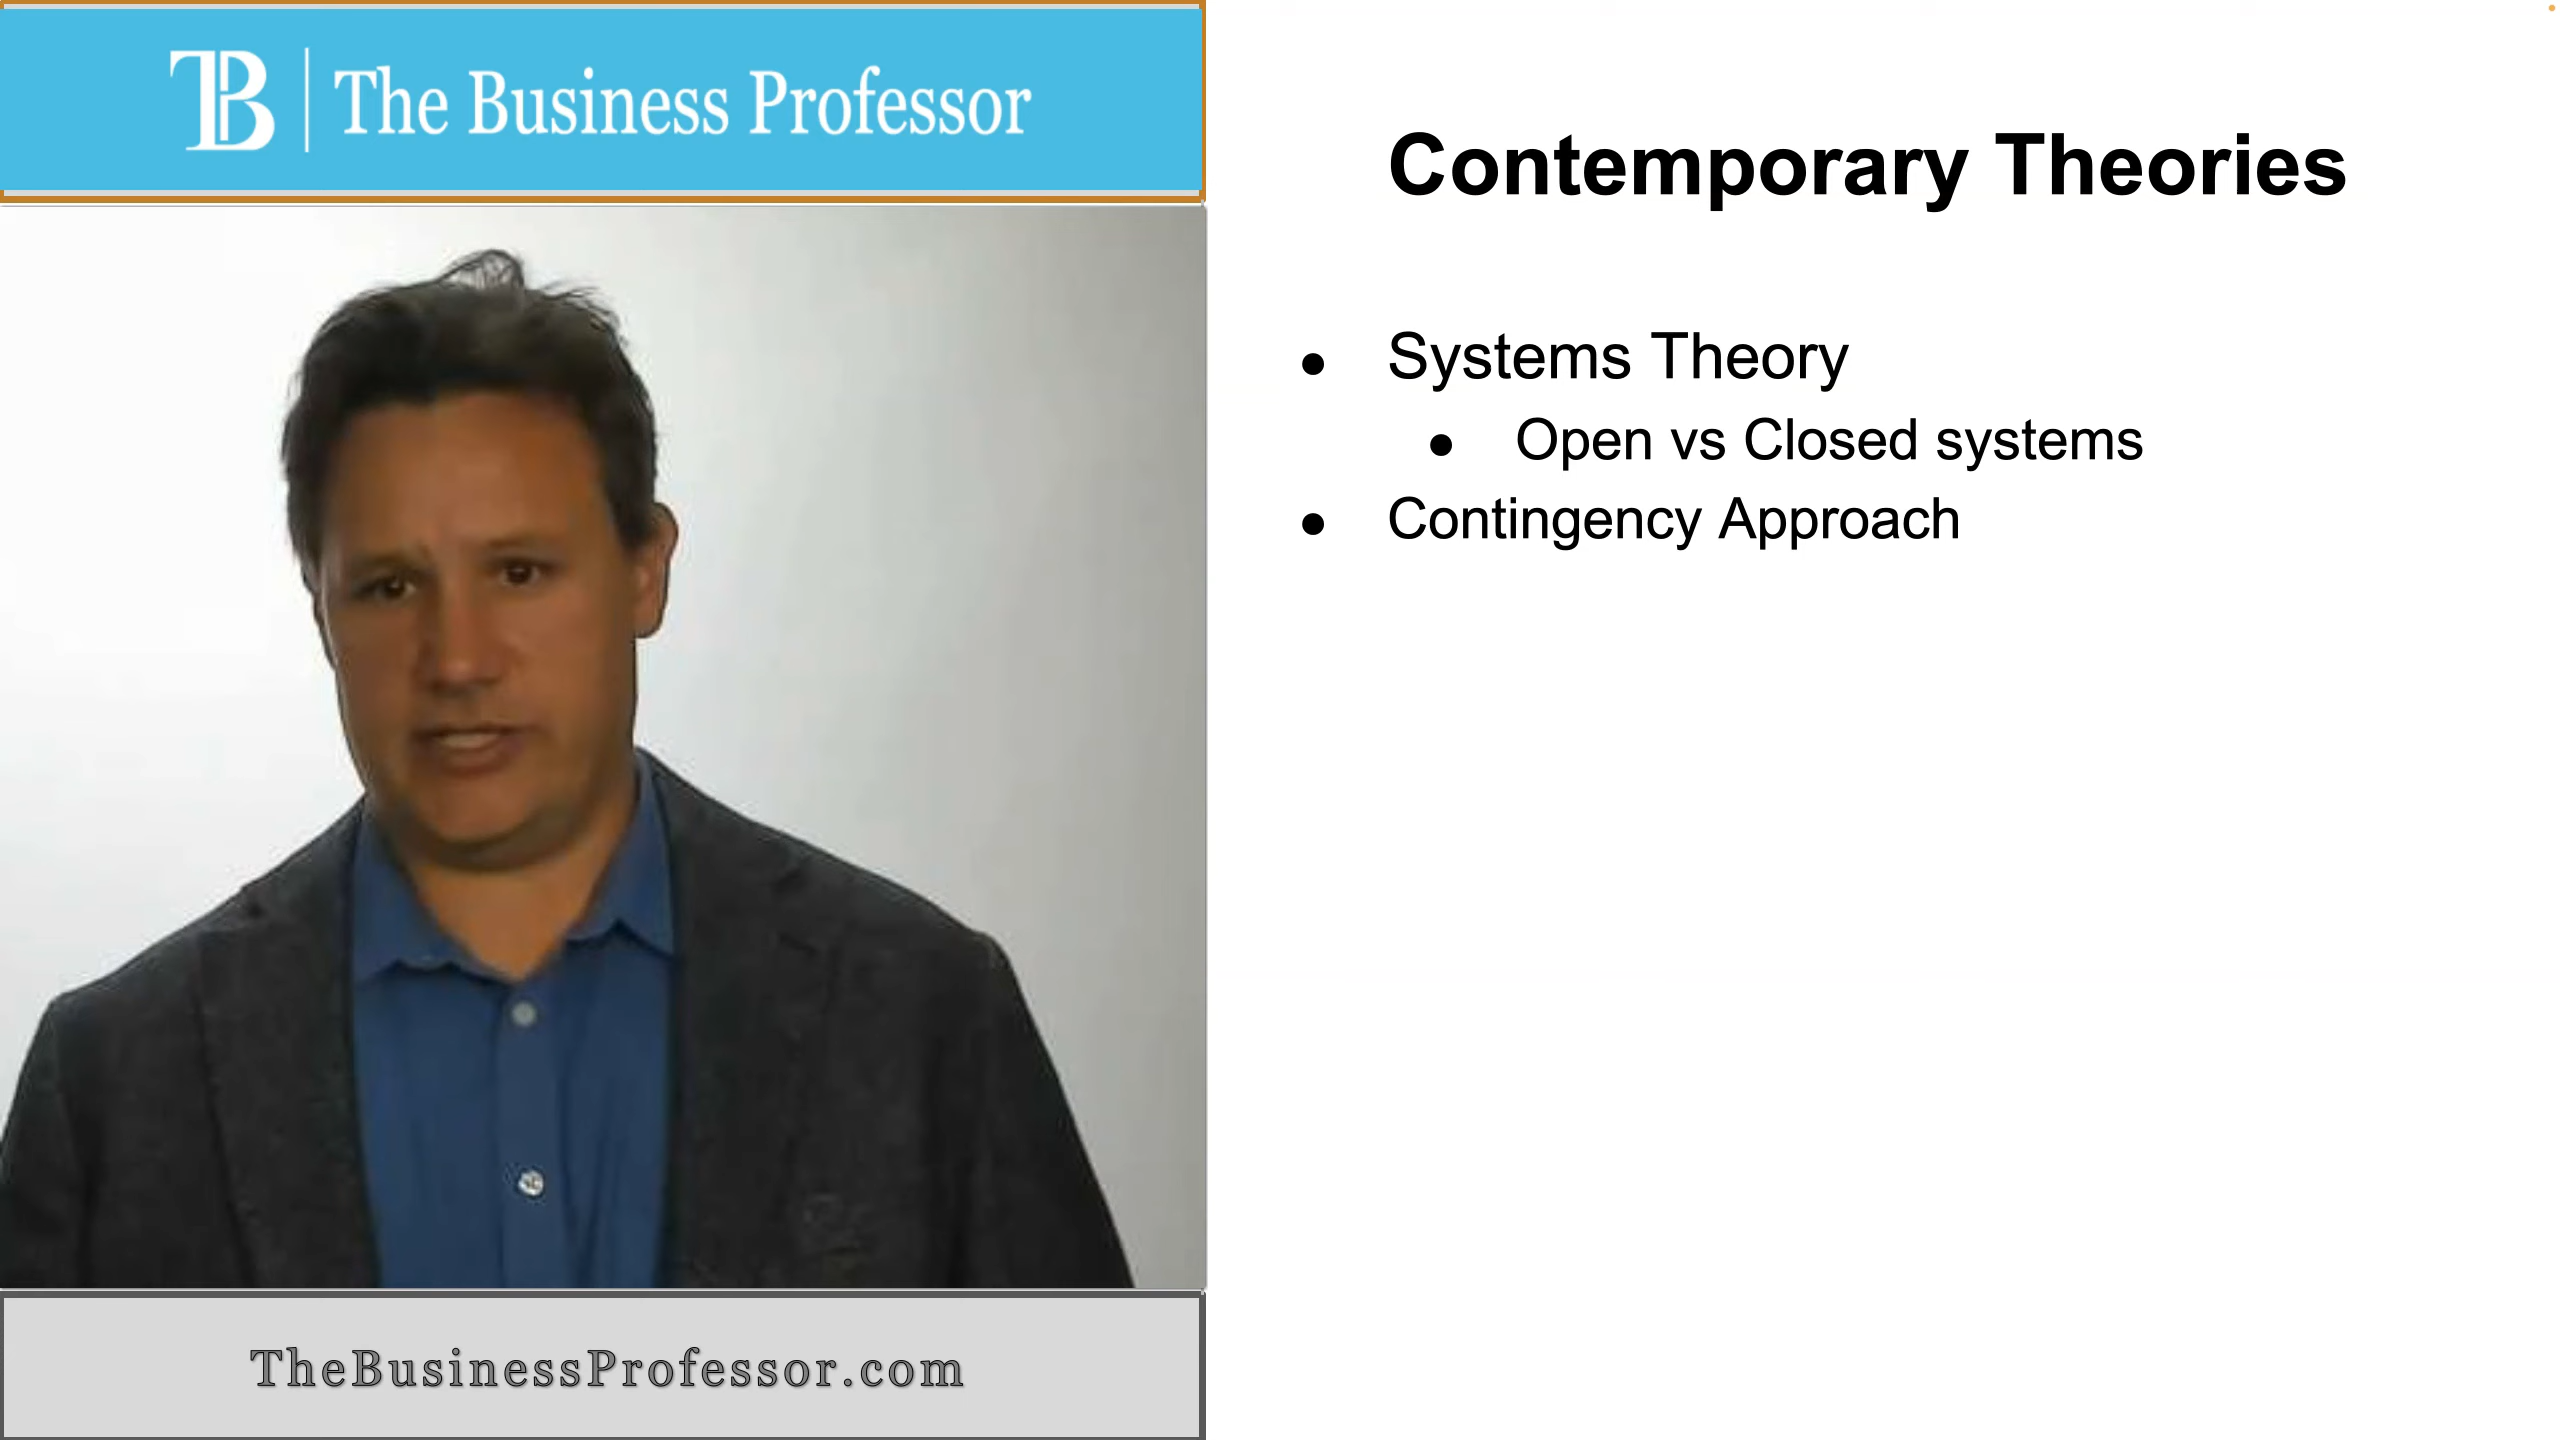 TB | The Business Professor
Contemporary Theories
● Systems Theory
● Open vs Closed systems
● Contingency Approach
TheBusinessProfessor.com